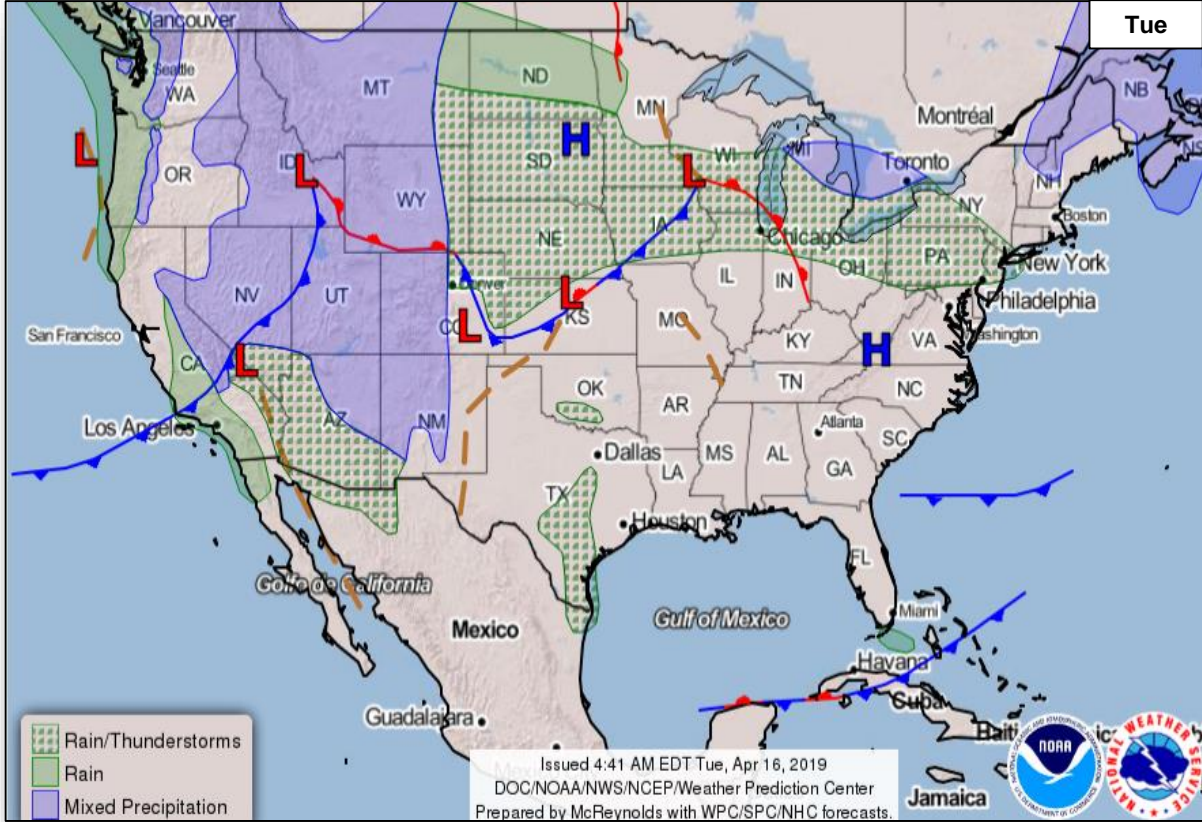 Tue
Vancouver
Seattle
WA
MT
ND
MN
Montréal
NB
NS
OR
ID
WY
SD
WI
MI
Toronto
NH
NY
Boston
L
L
H
L
NE
IA
Chicago
PA
New York
OH
Philadelphia
NV
UT
Denver
CO
L
L
KS
IL
IN
MO
KY
H
VA
Washington
San Francisco
CA
L
OK
AR
TN
NC
Los Angeles
AZ
NM
Dallas
MS
AL
Atlanta
GA
SC
LA
TX
Houston
FL
Golfo de California
Mexico
Gulf of Mexico
Miami
Havana
Cuba
Guadalajara
Haiti
Jamaica
Rain/Thunderstorms
Rain
Mixed Precipitation
Issued 4:41 AM EDT Tue, Apr 16, 2019
DOC/NOAA/NWS/NCEP/Weather Prediction Center
Prepared by McReynolds with WPC/SPC/NHC forecasts.
NOAA
NATIONAL WEATHER SERVICE